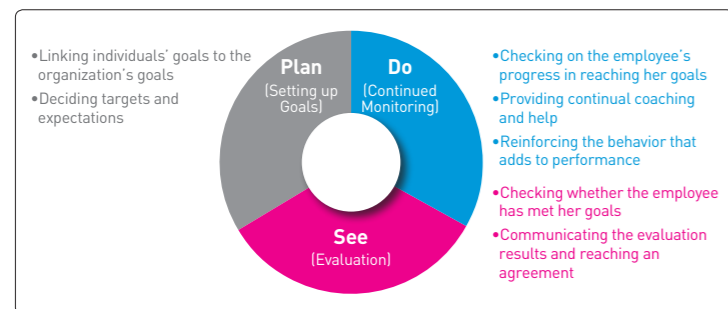 •Linking individuals’ goals to the
organization’s goals
•Deciding targets and
expectations
Plan
(Setting up
Goals)
Do
(Continued
Monitoring)
•Checking on the employee’s
progress in reaching her goals
•Providing continual coaching
and help
•Reinforcing the behavior that
adds to performance
•Checking whether the employee
has met her goals
•Communicating the evaluation
results and reaching an
agreement
See
(Evaluation)